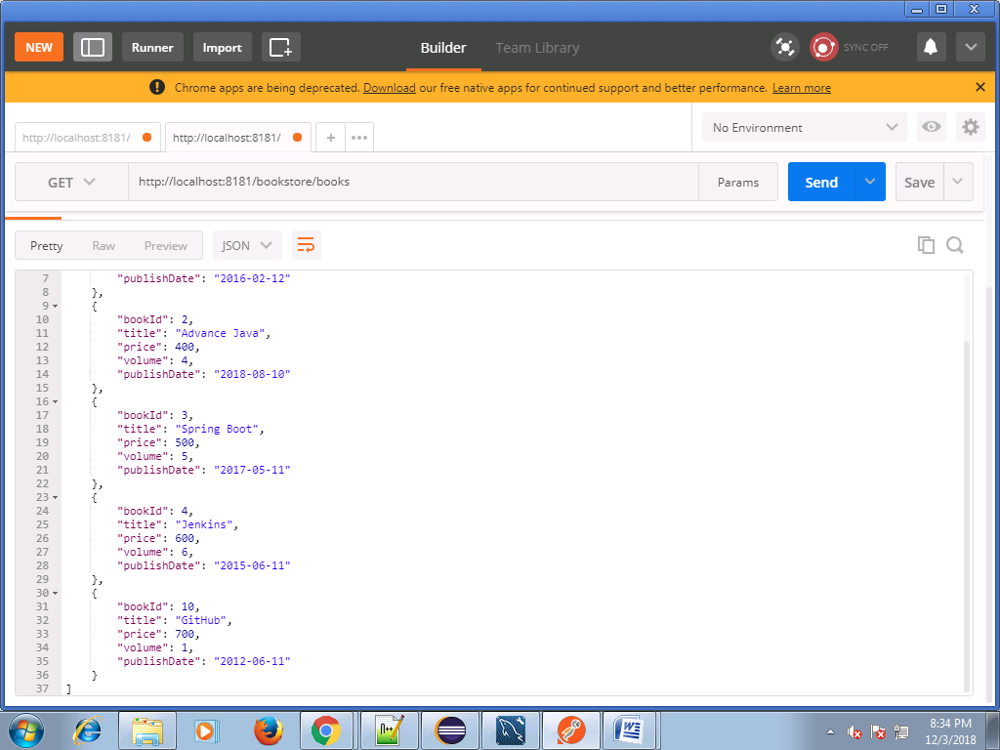 NEW
Runner
Import
Builder
Team Library
SYNC OFF
Chrome apps are being deprecated. Download our free native apps for continued support and better performance. Learn more
http://localhost:8181/
http://localhost:8181/
No Environment
GET
http://localhost:8181/bookstore/books
Params
Send
Save
Pretty
Raw
Preview
JSON
7 "publishDate": "2016-02-12"
8 },
9 {
10 "bookId": 2,
11 "title": "Advance Java",
12 "price": 400,
13 "volume": 4,
14 "publishDate": "2018-08-10"
15 },
16 {
17 "bookId": 3,
18 "title": "Spring Boot",
19 "price": 500,
20 "volume": 5,
21 "publishDate": "2017-05-11"
22 },
23 {
24 "bookId": 4,
25 "title": "Jenkins",
26 "price": 600,
27 "volume": 6,
28 "publishDate": "2015-06-11"
29 },
30 {
31 "bookId": 10,
32 "title": "GitHub",
33 "price": 700,
34 "volume": 1,
35 "publishDate": "2012-06-11"
36 }
37 ]
8:34 PM
12/3/2018